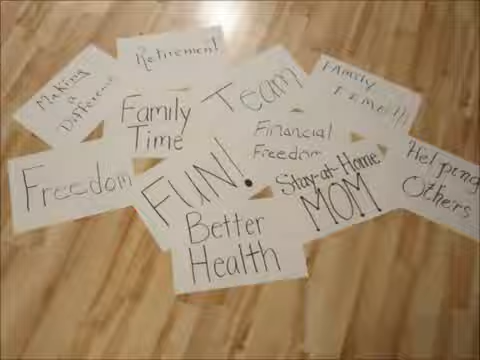 Retirement
Making
a
Difference
Family
Time
Team
Family
Financial
Freedom
Freedom
FUN!
Stay-at-Home
MOM
Helping
Others
Better
Health